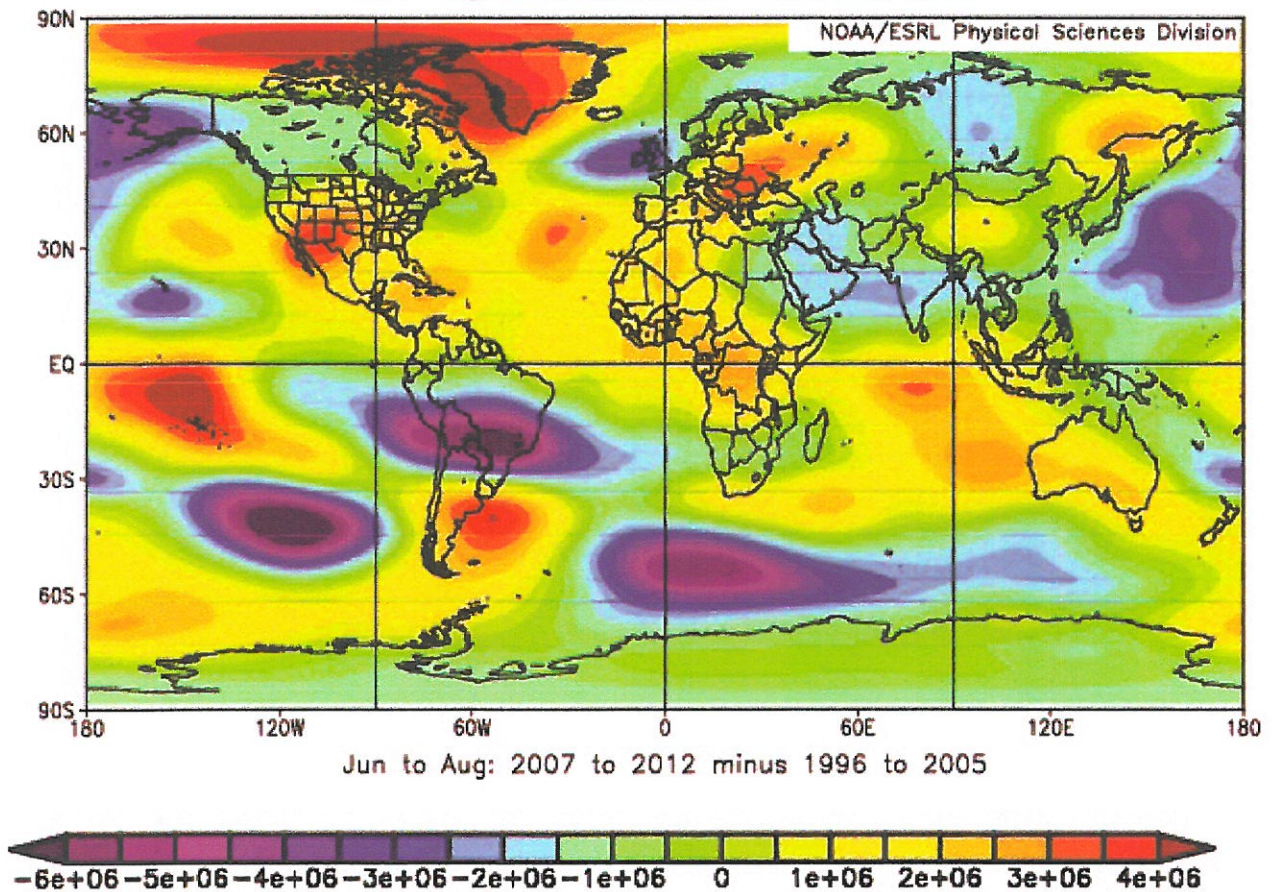 90N
NOAA/ESRL Physical Sciences Division
60N
30N
EQ
30S
60S
90S
180 120W 60W 0 60E 120E 180
Jun to Aug: 2007 to 2012 minus 1996 to 2005
-6e+06 -5e+06 -4e+06 -3e+06 -2e+06 -1e+06 0 1e+06 2e+06 3e+06 4e+06